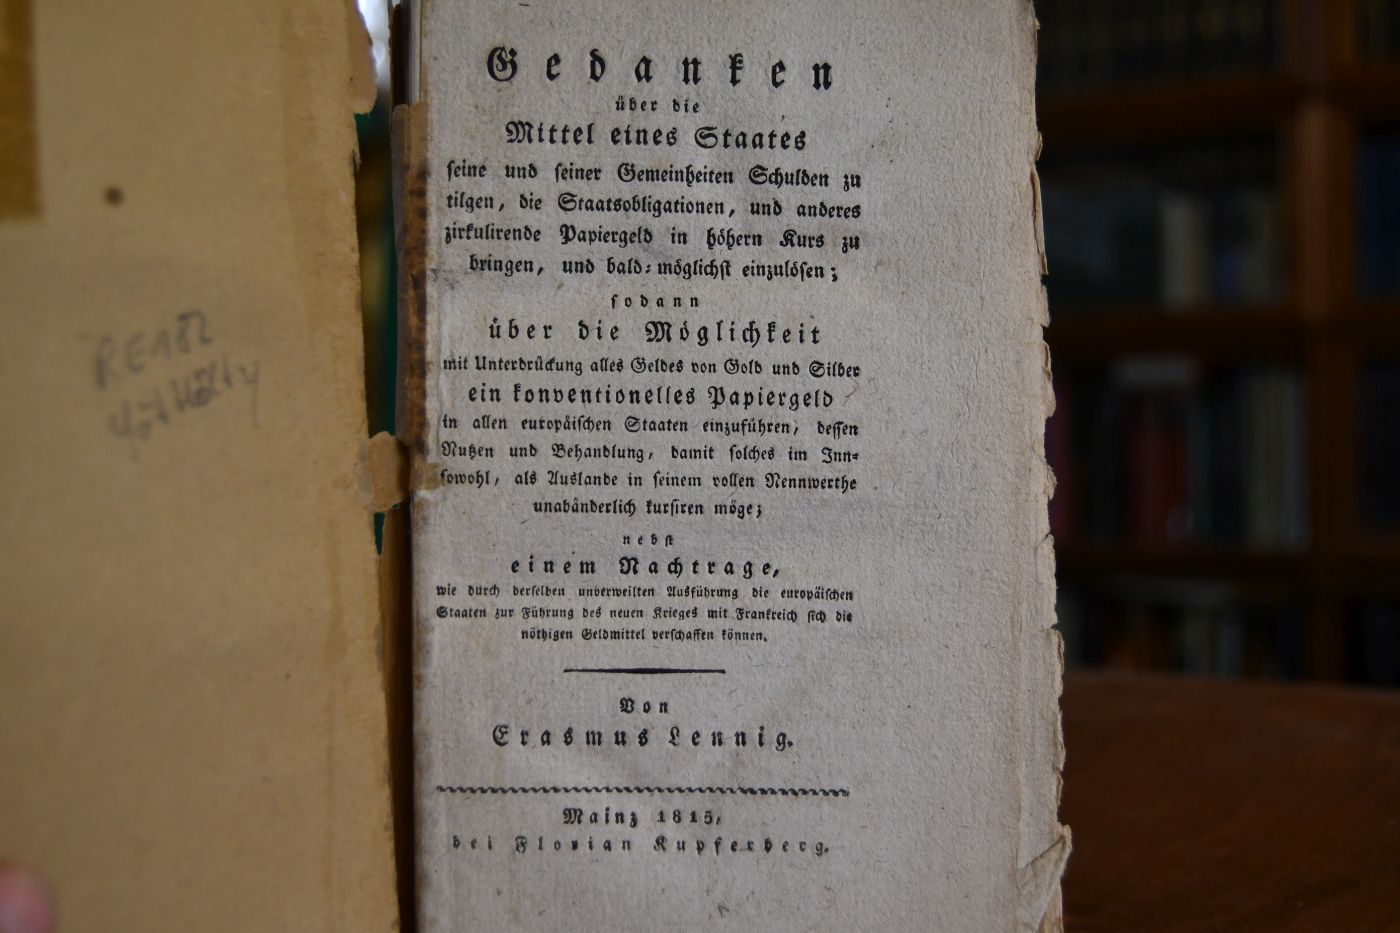 Gedanken
über die
Mittel eines Staates
seine und seiner Gemeinheiten Schulden zu
tilgen, die Staatsobligationen, und anderes
zirkulirende Papiergeld in höhern Kurs zu
bringen, und bald-möglichst einzulösen;
sodann
über die Möglichkeit
mit Unterdrückung alles Geldes von Gold und Silber
ein konventionelles Papiergeld
in allen europäischen Staaten einzuführen, dessen
Nutzen und Behandlung, damit solches im Inn-
sowohl, als Auslande in seinem vollen Nennwerthe
unabänderlich kursiren möge;
nebst
einem Nachtrage,
wie durch derselben unverweilten Ausführung die europäischen
Staaten zur Führung des neuen Krieges mit Frankreich sich die
nöthigen Geldmittel verschaffen können.
Von
Erasmus Lennig.
Mainz 1815,
bei Florian Kupferberg.